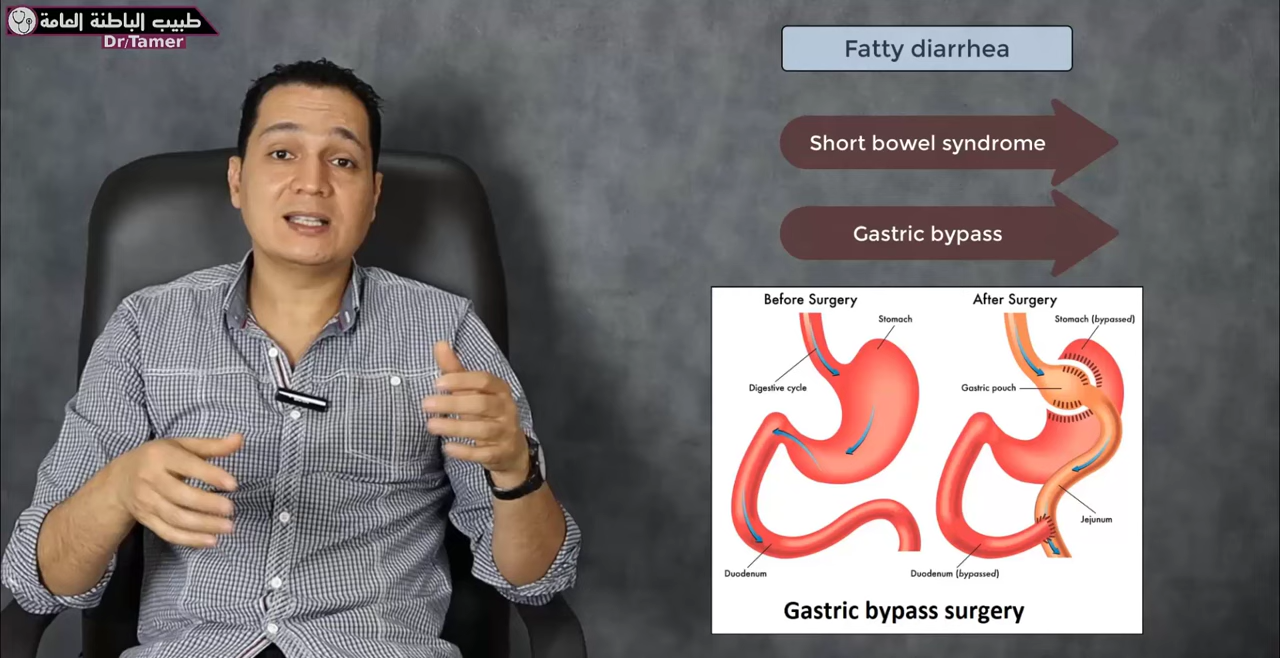 طبيب الباطنة العامة
Dr/Tamer
Fatty diarrhea
Short bowel syndrome
Gastric bypass
Before Surgery
After Surgery
Stomach
Stomach (bypassed)
Digestive cycle
Gastric pouch
Jejunum
Duodenum
Duodenum (bypassed)
Gastric bypass surgery